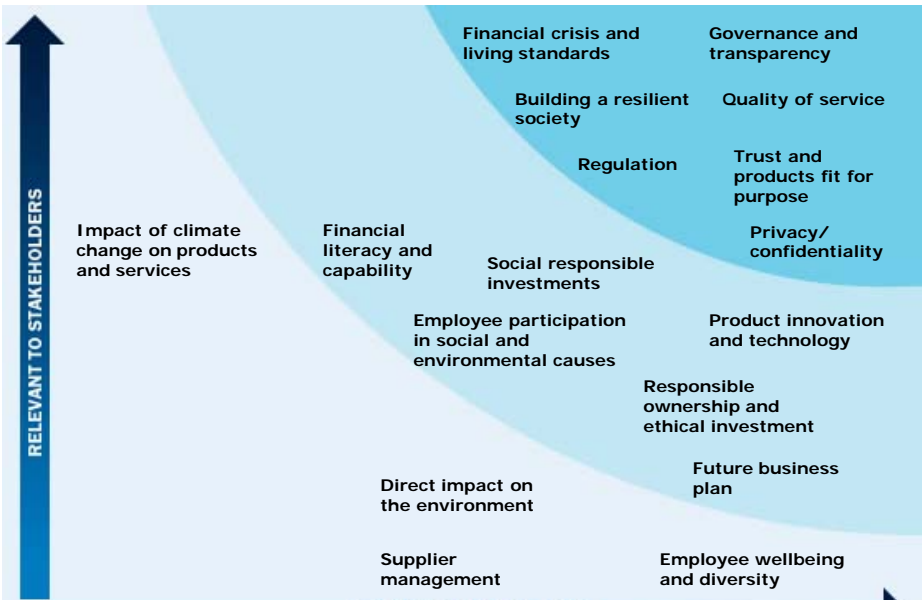 Financial crisis and
living standards
Governance and
transparency
Building a resilient
society
Quality of service
Regulation
Trust and
products fit for
purpose
RELEVANT TO STAKEHOLDERS
Impact of climate
change on products
and services
Financial
literacy and
capability
Privacy/
confidentiality
Social responsible
investments
Employee participation
in social and
environmental causes
Product innovation
and technology
Responsible
ownership and
ethical investment
Direct impact on
the environment
Future business
plan
Supplier
management
Employee wellbeing
and diversity